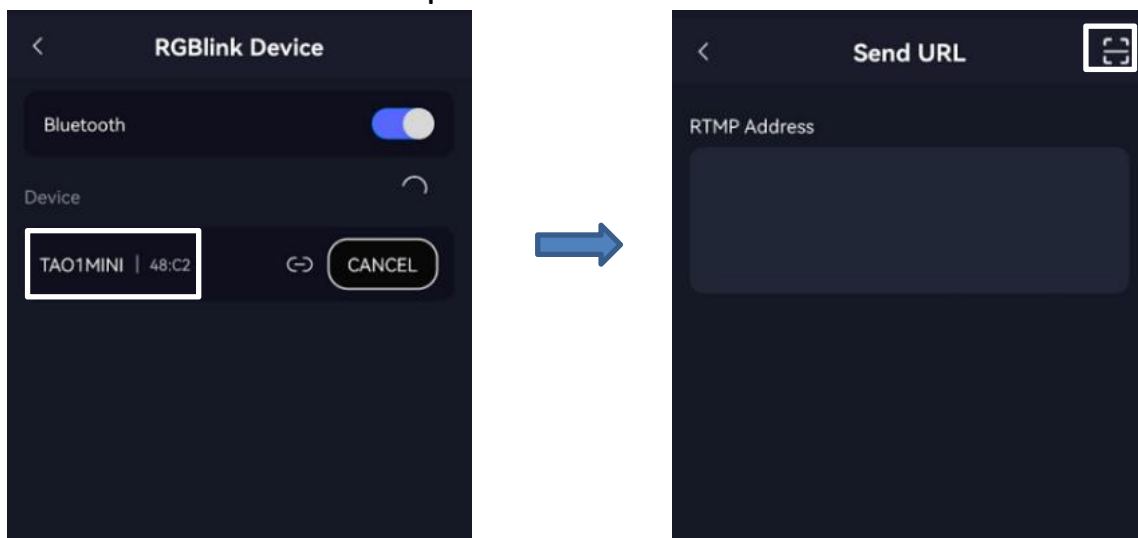 RGBlink Device
Bluetooth
Device
TAO1MINI | 48:C2
CANCEL
Send URL
RTMP Address